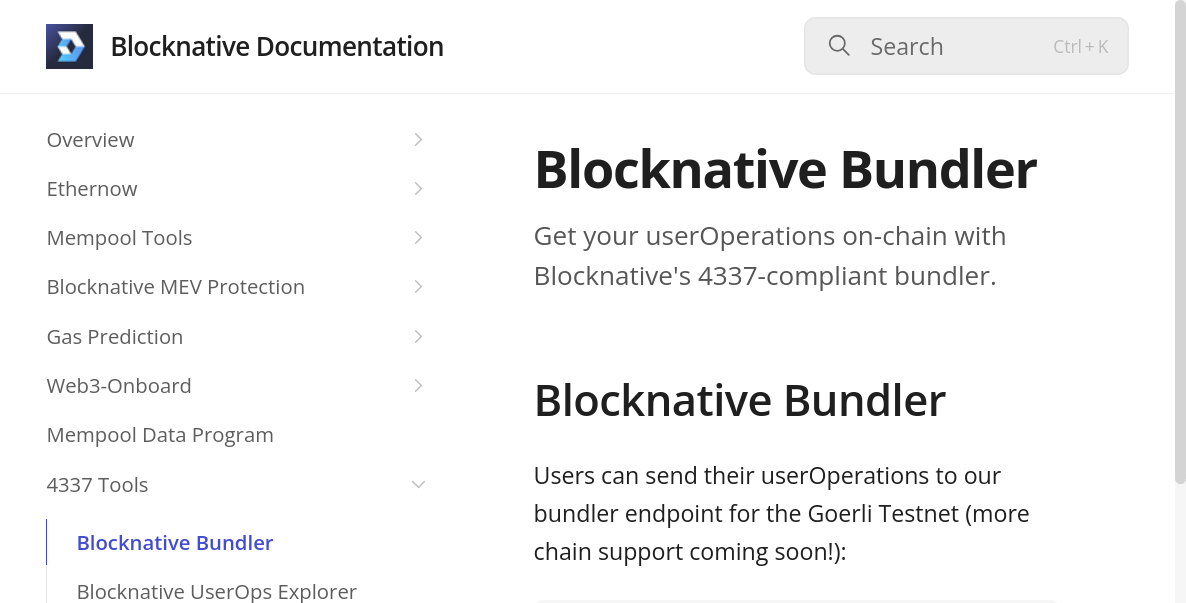 Blocknative Documentation
Search
Ctrl + K
Overview
Ethernow
Mempool Tools
Blocknative MEV Protection
Gas Prediction
Web3-Onboard
Mempool Data Program
4337 Tools
Blocknative Bundler
Blocknative UserOps Explorer
Blocknative Bundler
Get your userOperations on-chain with
Blocknative's 4337-compliant bundler.
Blocknative Bundler
Users can send their userOperations to our
bundler endpoint for the Goerli Testnet (more
chain support coming soon!):